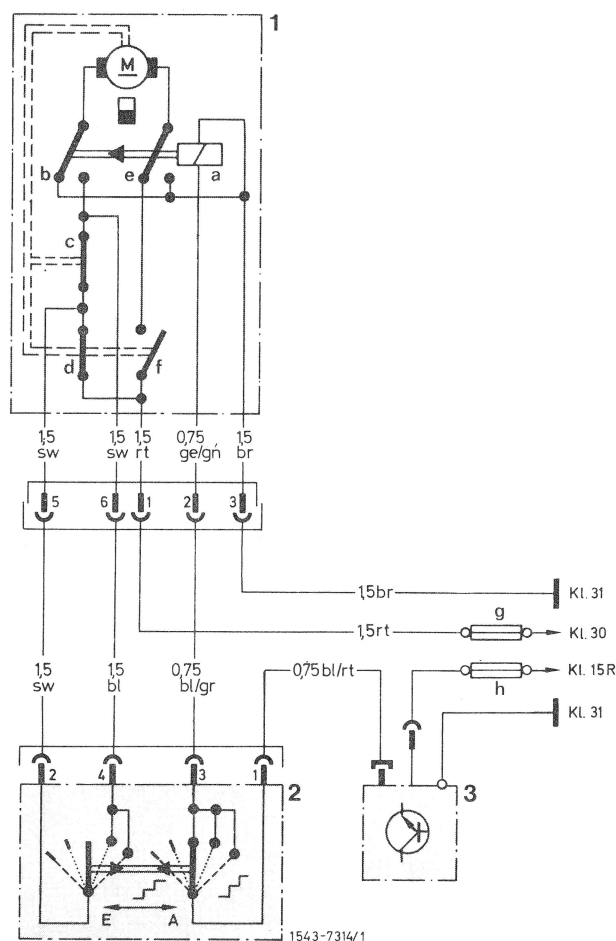 1
M
b
e
a
c
d
f
1,5 sw
1,5 sw
1,5 rt
0,75 ge/gn
1,5 br
5
6
1
2
3
1,5br
Kl. 31
g
1,5rt
Kl. 30
1,5 sw
1,5 bl
0,75 bl/gr
0,75 bl/rt
Kl. 15R
h
Kl. 31
2
4
3
1
2
3
E
A
1543-7314/1